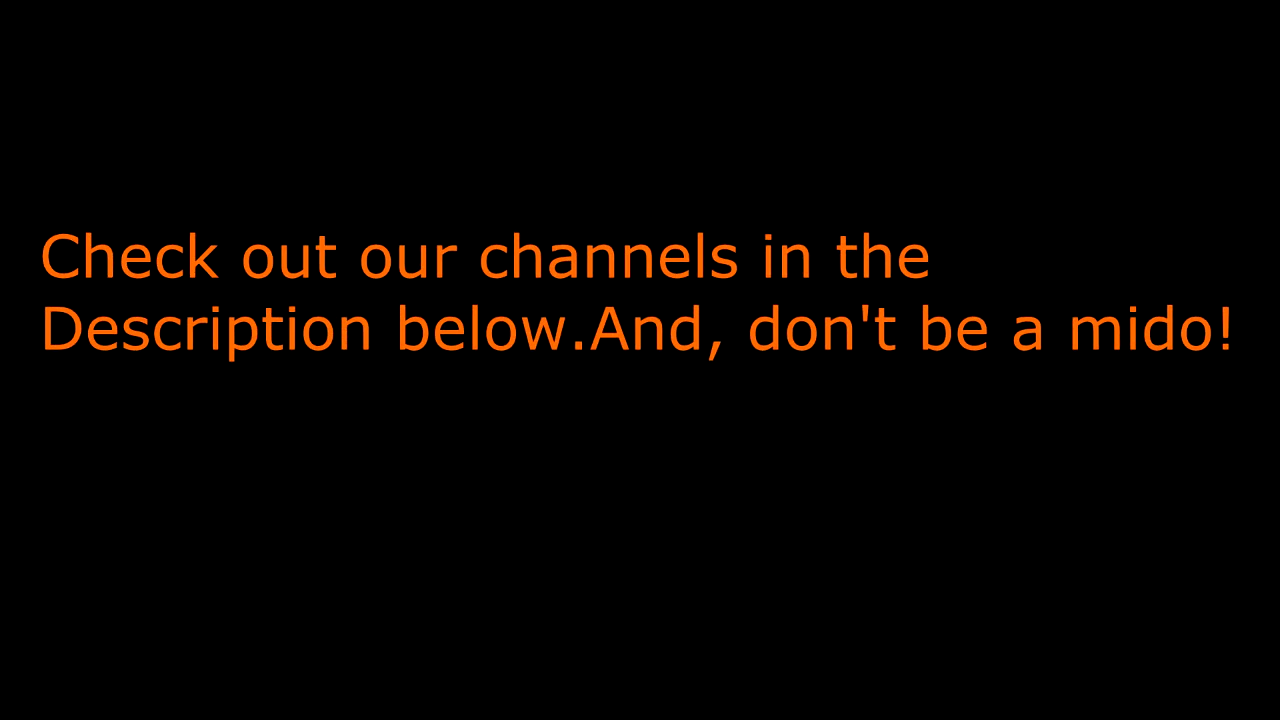 Check out our channels in the
Description below.And, don't be a mido!